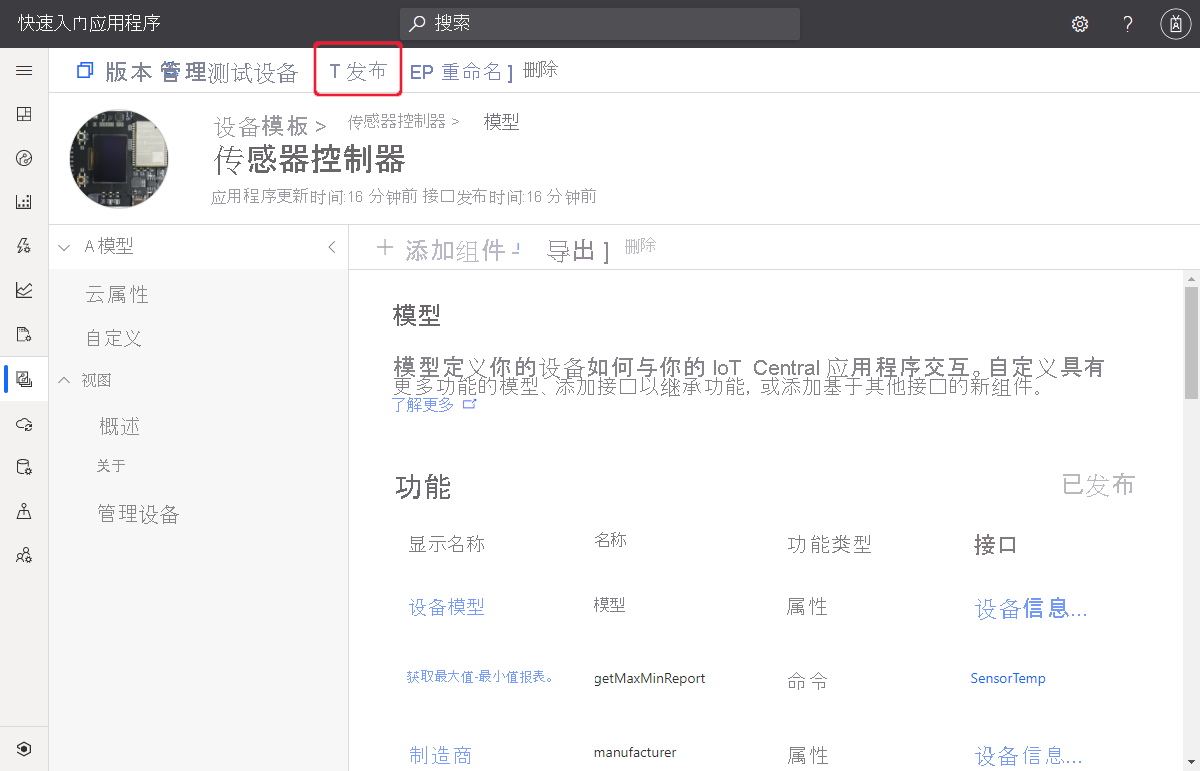 快速入门应用程序
搜索
版本 管理测试设备 T 发布 EP 重命名 ] 删除
设备模板 > 传感器控制器 > 模型
传感器控制器
应用程序更新时间:16 分钟前 接口发布时间:16 分钟前
A 模型
云属性
自定义
视图
概述
关于
管理设备
添加组件 导出 ] 删除
模型
模型定义你的设备如何与你的 IoT Central 应用程序交互。自定义具有
更多功能的模型、添加接口以继承功能, 或添加基于其他接口的新组件。
了解更多
功能 已发布
显示名称 名称 功能类型 接口
设备模型 模型 属性 设备信息...
获取最大值-最小值报表。 getMaxMinReport 命令 SensorTemp
制造商 manufacturer 属性 设备信息...